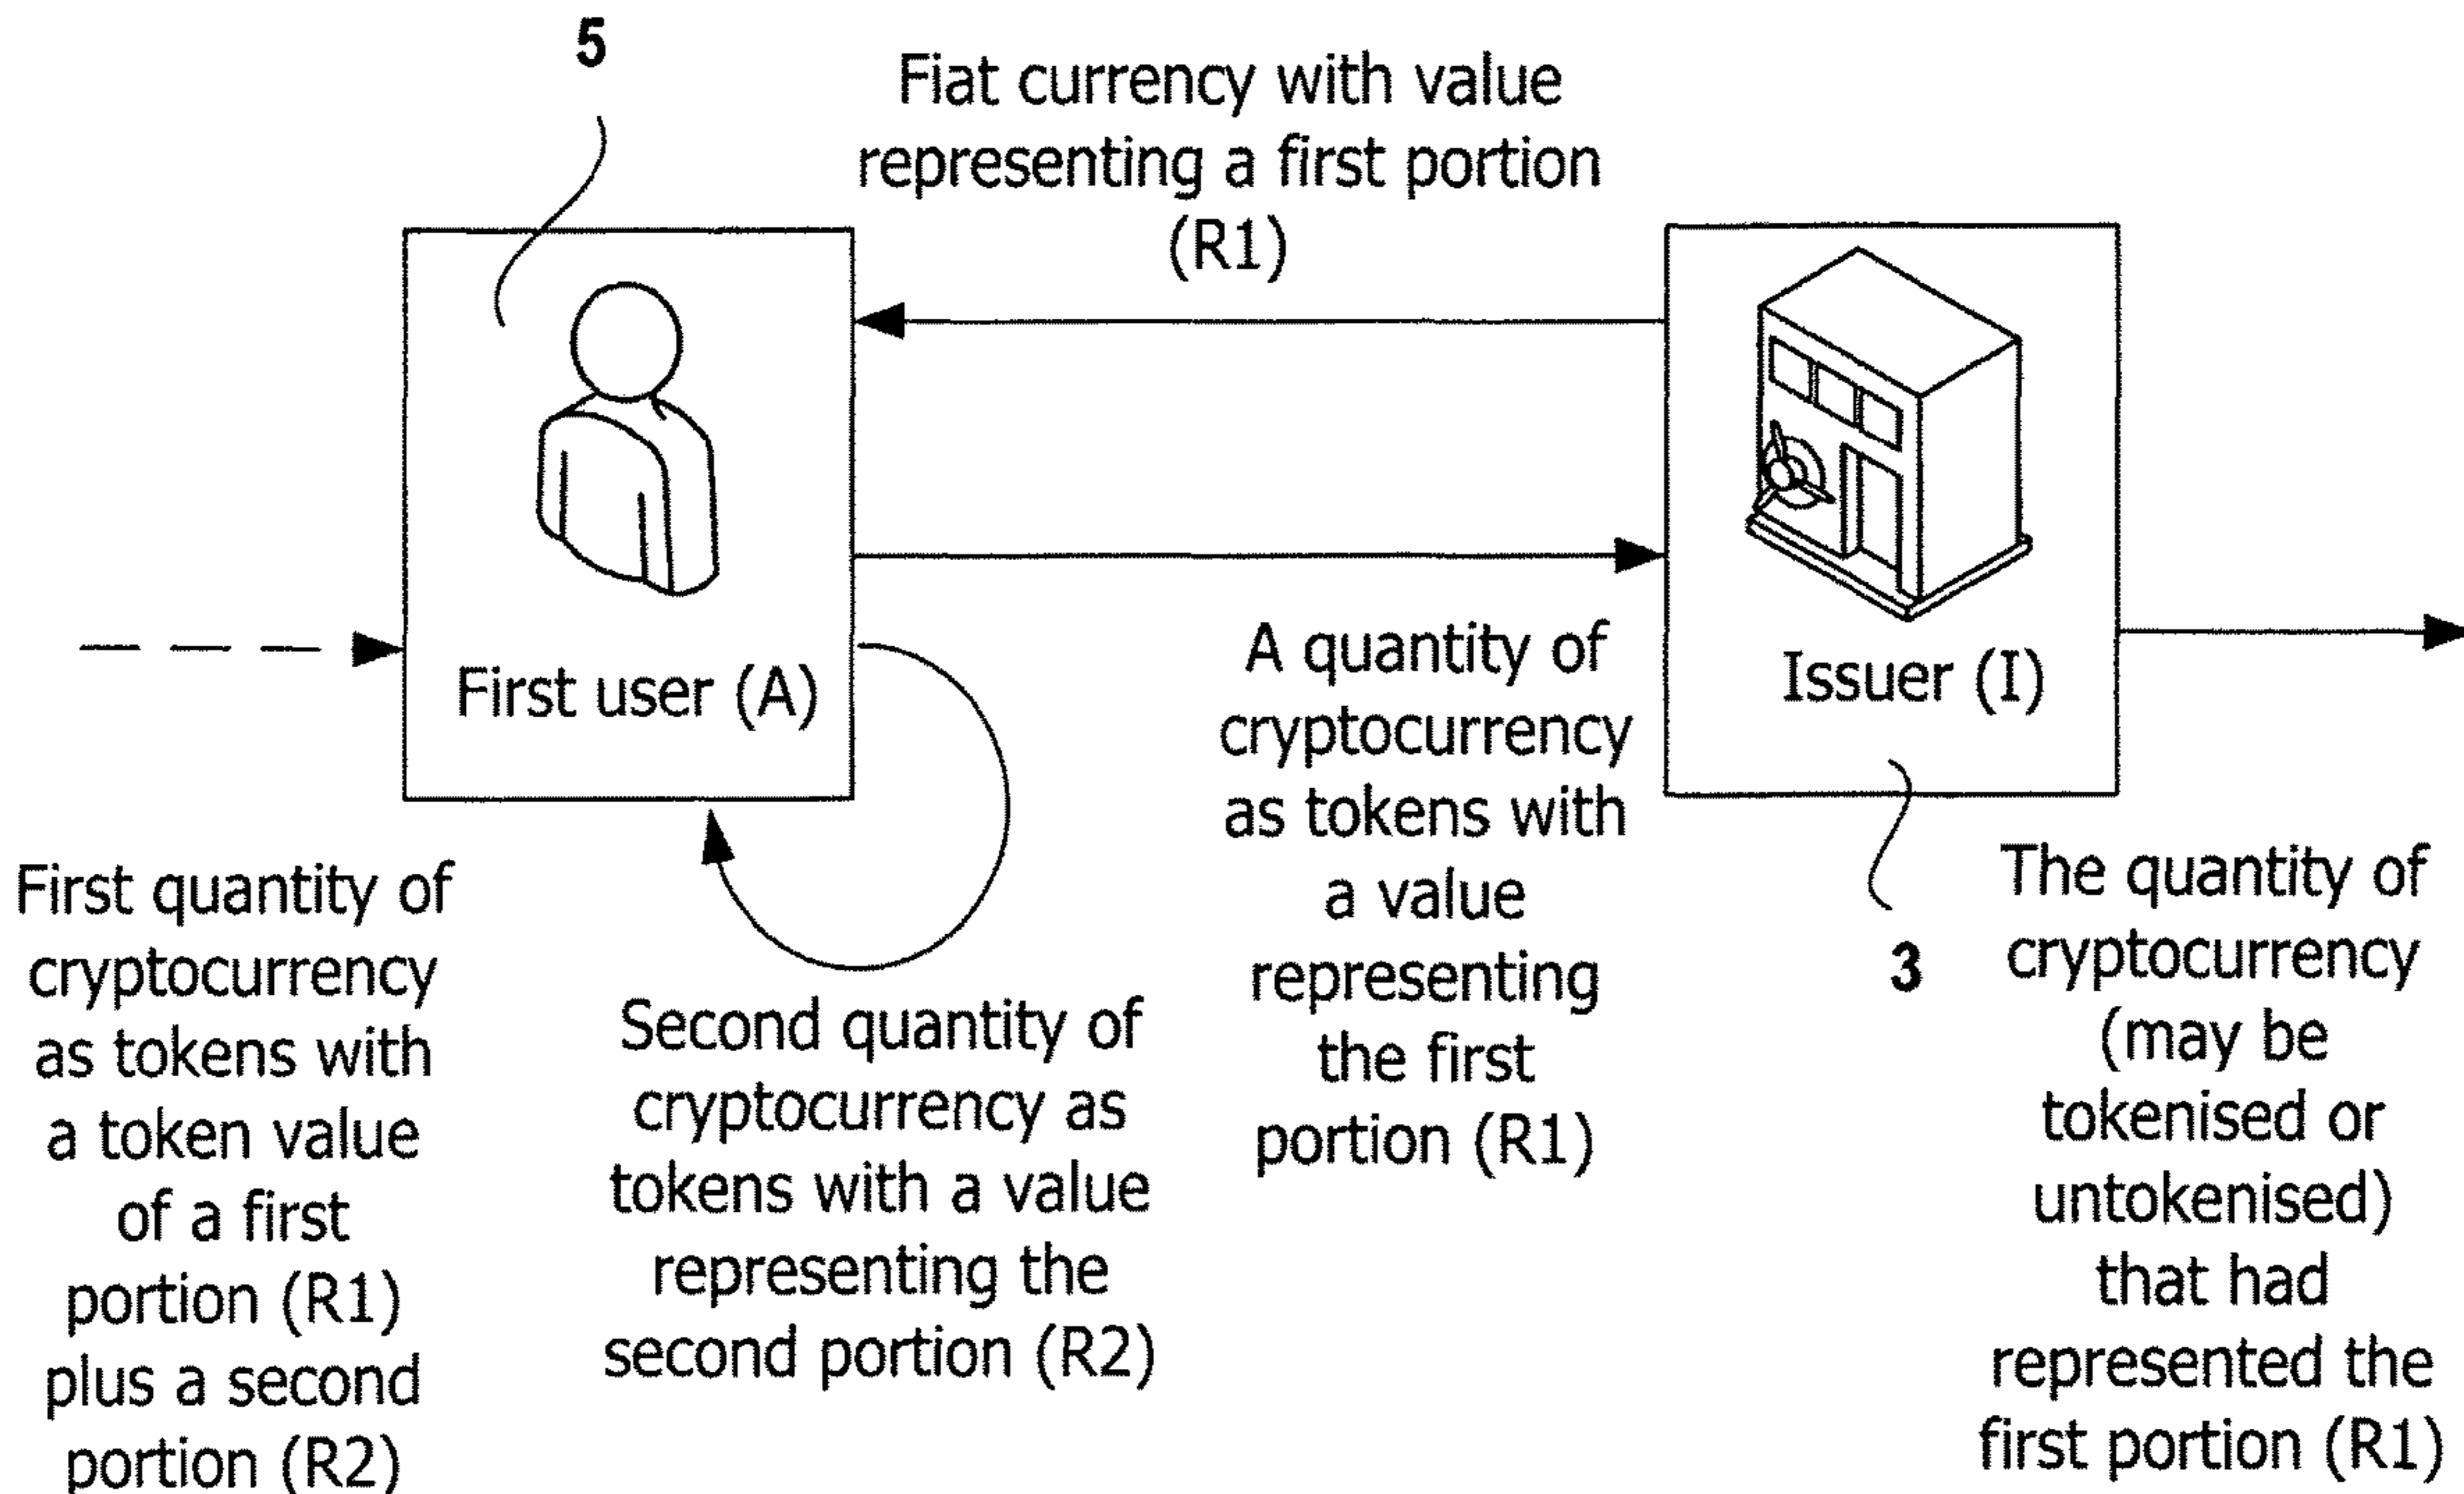 5
Fiat currency with value
representing a first portion
(R1)
First user (A)
Issuer (I)
First quantity of
cryptocurrency
as tokens with
a token value
of a first
portion (R1)
plus a second
portion (R2)
Second quantity of
cryptocurrency as
tokens with a value
representing the
second portion (R2)
A quantity of
cryptocurrency
as tokens with
a value
representing
the first
portion (R1)
3
The quantity of
cryptocurrency
(may be
tokenised or
untokenised)
that had
represented the
first portion (R1)